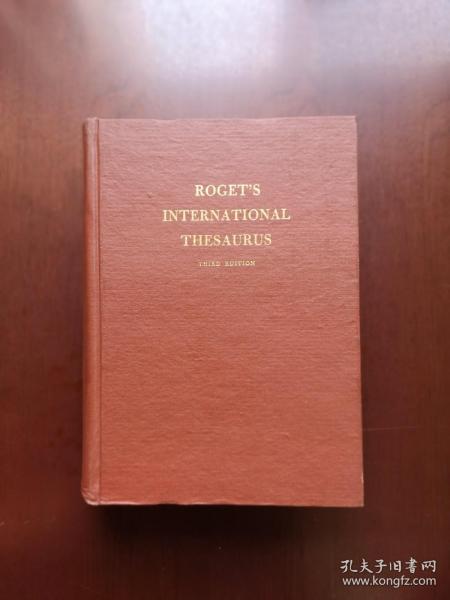 ROGET'S
INTERNATIONAL
THESAURUS
THIRD EDITION
孔夫子旧书网
www.kongfz.com